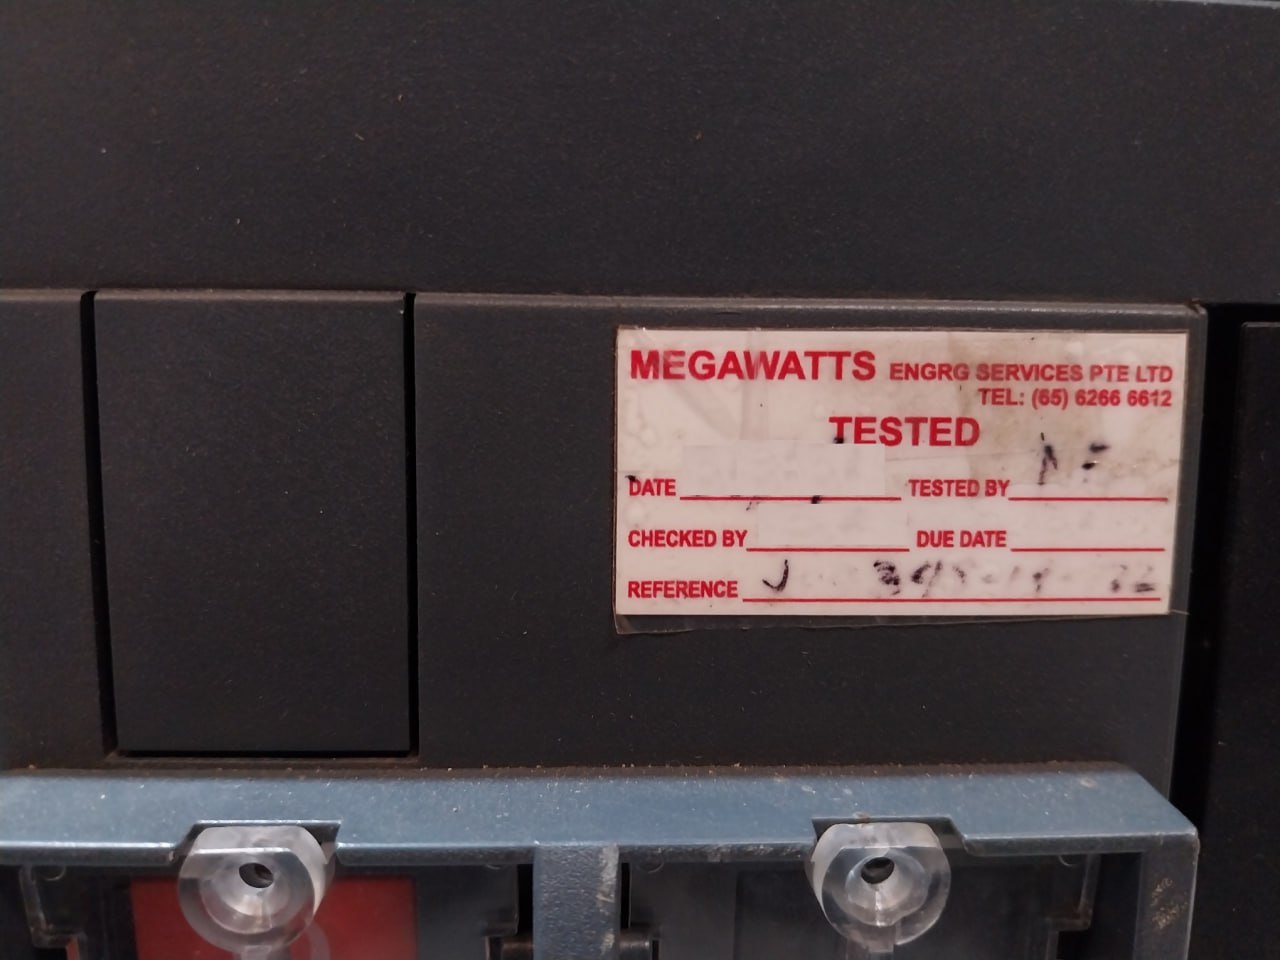 MEGAWATTS ENGRG SERVICES PTE LTD
TEL: (65) 6266 6612
TESTED
DATE TESTED BY
CHECKED BY DUE DATE
REFERENCE